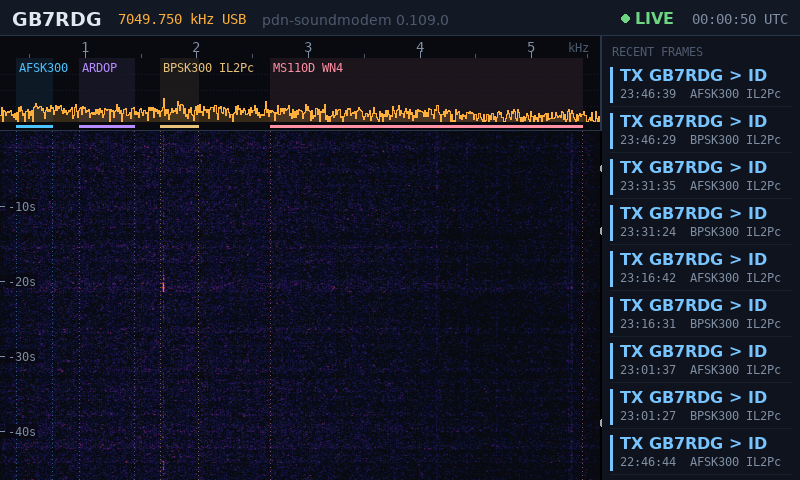 GB7RDG 7049.750 kHz USB pdn-soundmodem 0.109.0 LIVE 00:00:50 UTC
1 2 3 4 5 kHz
AFSK300 ARDOP BPSK300 IL2Pc MS110D WN4
-10s
-20s
-30s
-40s
RECENT FRAMES
TX GB7RDG > ID
23:46:39 AFSK300 IL2Pc
TX GB7RDG > ID
23:46:29 BPSK300 IL2Pc
TX GB7RDG > ID
23:31:35 AFSK300 IL2Pc
TX GB7RDG > ID
23:31:24 BPSK300 IL2Pc
TX GB7RDG > ID
23:16:42 AFSK300 IL2Pc
TX GB7RDG > ID
23:16:31 BPSK300 IL2Pc
TX GB7RDG > ID
23:01:37 AFSK300 IL2Pc
TX GB7RDG > ID
23:01:27 BPSK300 IL2Pc
TX GB7RDG > ID
22:46:44 AFSK300 IL2Pc